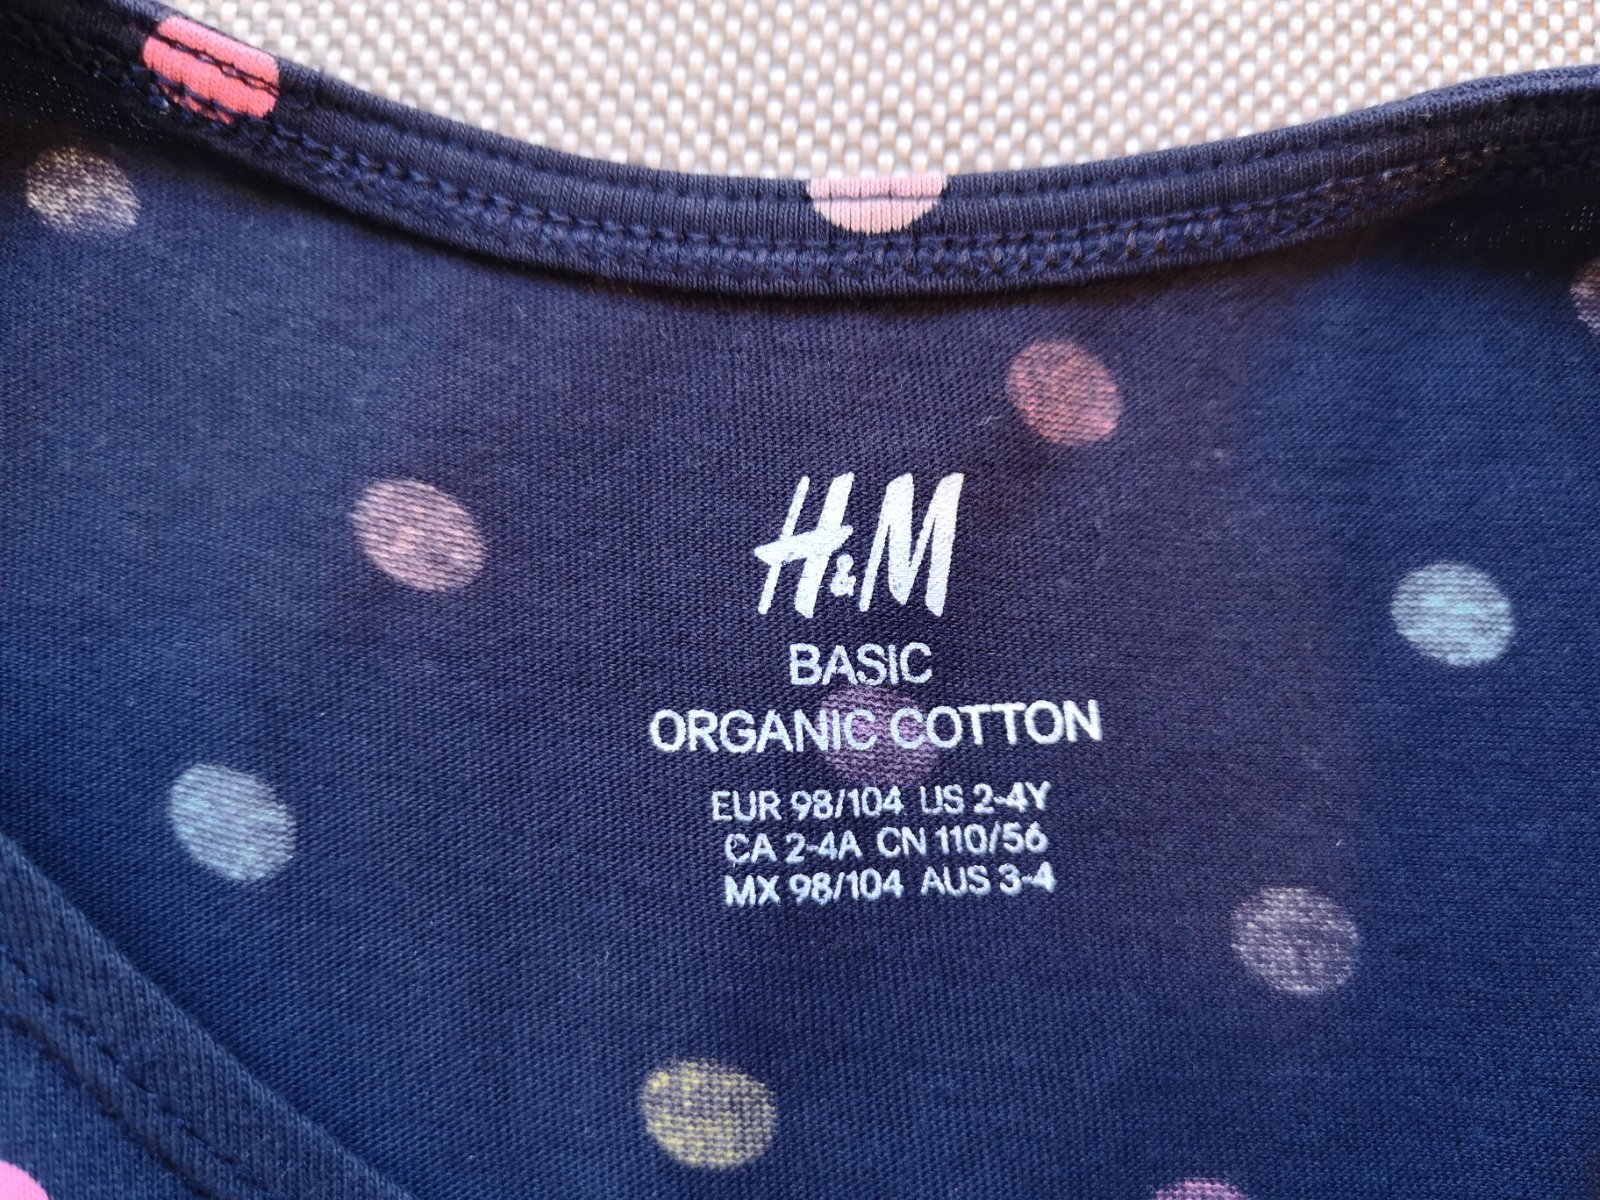 H&M
BASIC
ORGANIC COTTON
EUR 98/104 US 2-4Y
CA 2-4A CN 110/56
MX 98/104 AUS 3-4